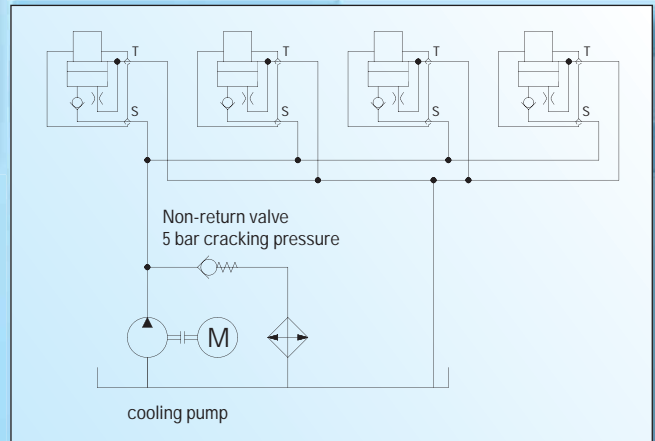 T
T
T
T
S
S
S
S
Non-return valve
5 bar cracking pressure
M
cooling pump